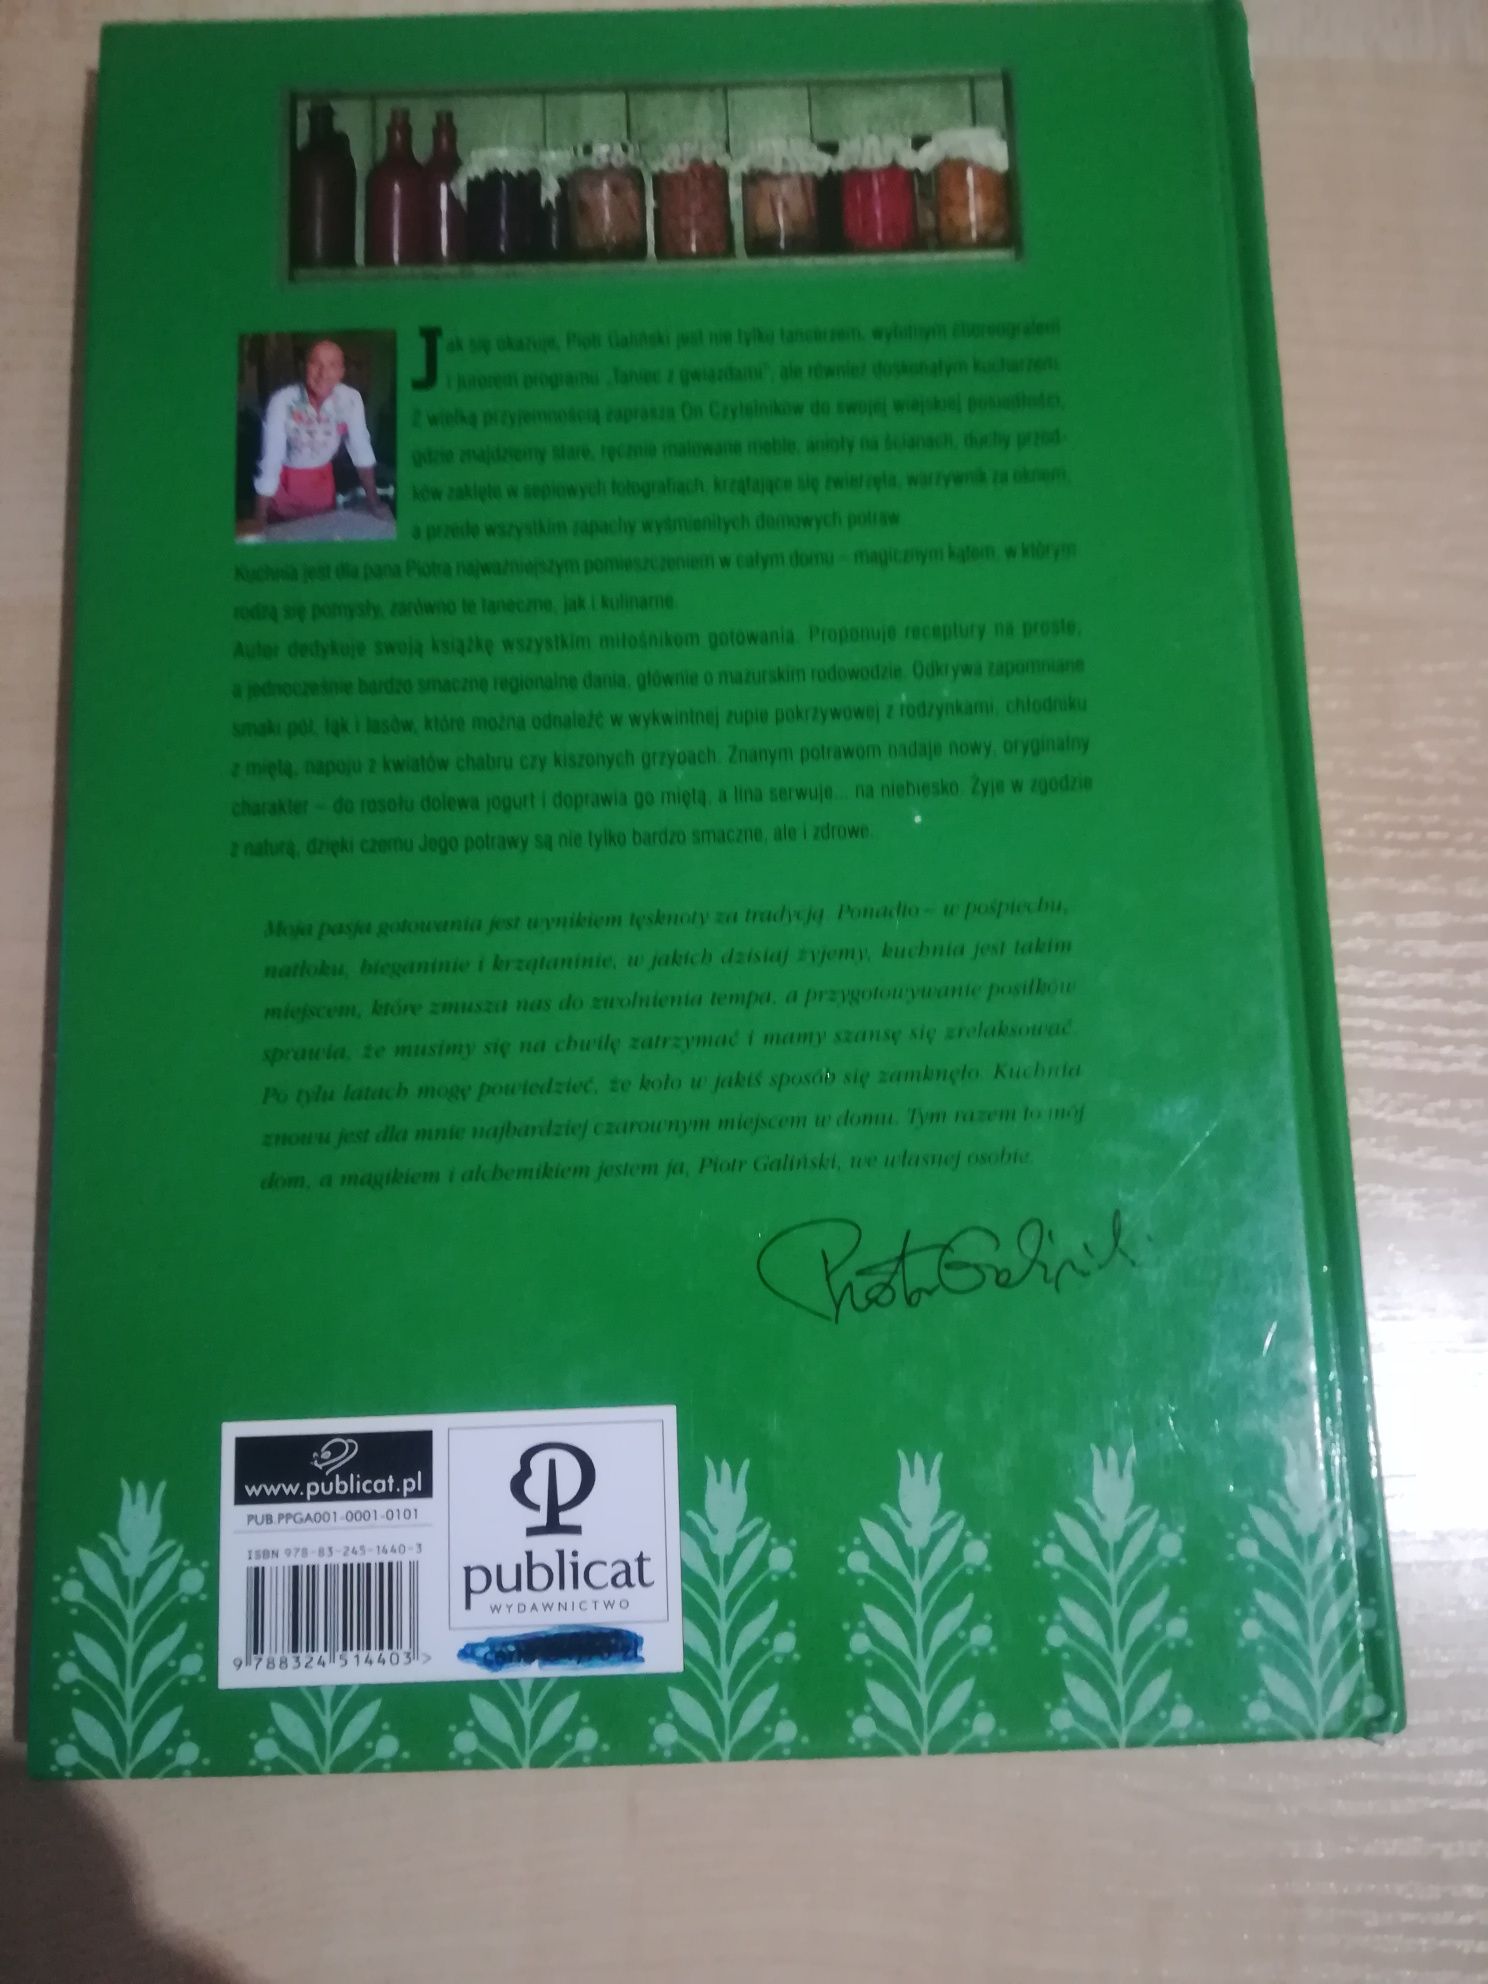 Jak się okazuje, Piotr Galiński jest nie tylko tancerzem, wybitnym choreografem
i jurorem programu „Taniec z gwiazdami”, ale również doskonałym kucharzem.
Z wielką przyjemnością zaprasza On Czytelników do swojej wiejskiej posiadłości,
gdzie znajdziemy stare, ręcznie malowane meble, anioły na ścianach, duchy przod-
ków zaklęte w sepiowych fotografiach, krzątające się zwierzęta, warzywnik za oknem,
a przede wszystkim zapachy wyśmienitych domowych potraw.
Kuchnia jest dla pana Piotra najważniejszym pomieszczeniem w całym domu – magicznym kątem, w którym
rodzą się pomysły, zarówno te taneczne, jak i kulinarne.
Autor dedykuje swoją książkę wszystkim miłośnikom gotowania. Proponuje receptury na proste,
a jednocześnie bardzo smaczne regionalne dania, głównie o mazurskim rodowodzie. Odkrywa zapomniane
smaki pól, łąk i lasów, które można odnaleźć w wykwintnej zupie pokrzywowej z rodzynkami, chłodniku
z miętą, napoju z kwiatów chabru czy kiszonych grzybach. Znanym potrawom nadaje nowy, oryginalny
charakter – do rosołu dolewa jogurt i doprawia go miętą, a lina serwuje... na niebiesko. Żyje w zgodzie
z naturą, dzięki czemu Jego potrawy są nie tylko bardzo smaczne, ale i zdrowe.
Moja pasja gotowania jest wynikiem tęsknoty za tradycją. Ponadto – w pośpiechu,
natłoku, bieganinie i krzątaninie, w jakich dzisiaj żyjemy, kuchnia jest takim
miejscem, które zmusza nas do zwolnienia tempa, a przygotowywanie posiłków
sprawia, że musimy się na chwilę zatrzymać i mamy szansę się zrelaksować.
Po tylu latach mogę powiedzieć, że koło w jakiś sposób się zamknęło. Kuchnia
znowu jest dla mnie najbardziej czarownym miejscem w domu. Tym razem to mój
dom, a magikiem i alchemikiem jestem ja, Piotr Galiński, we własnej osobie.
Piotr Galiński
www.publicat.pl
PUB.PPGA001-0001-0101
ISBN 978-83-245-1440-3
9 788324 514403 >
publicat
WYDAWNICTWO